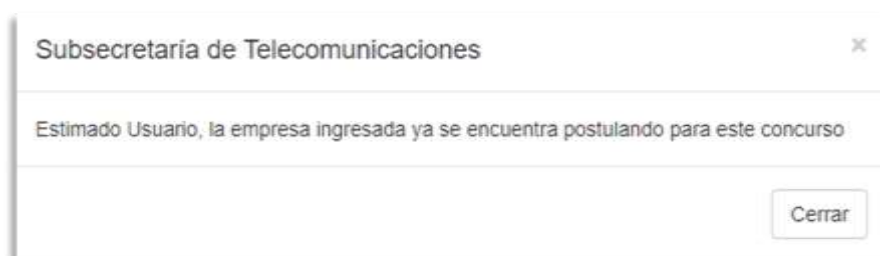 Subsecretaría de Telecomunicaciones
×
Estimado Usuario, la empresa ingresada ya se encuentra postulando para este concurso
Cerrar